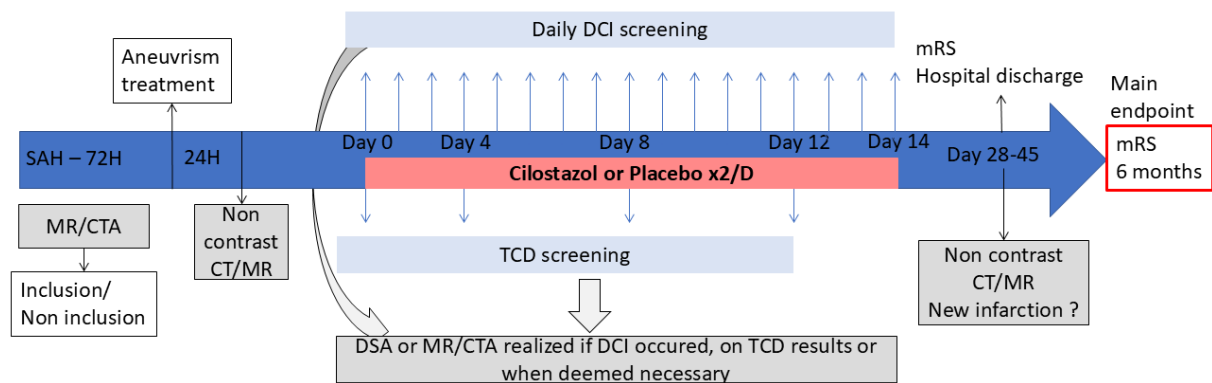 Daily DCI screening
Aneuvrism
treatment
mRS
Hospital discharge
Main
endpoint
SAH – 72H
24H
Day 0
Day 4
Day 8
Day 12
Day 14
Day 28-45
mRS
6 months
Cilostazol or Placebo x2/D
MR/CTA
Non
contrast
CT/MR
TCD screening
Non contrast
CT/MR
New infarction ?
Inclusion/
Non inclusion
DSA or MR/CTA realized if DCI occured, on TCD results or
when deemed necessary